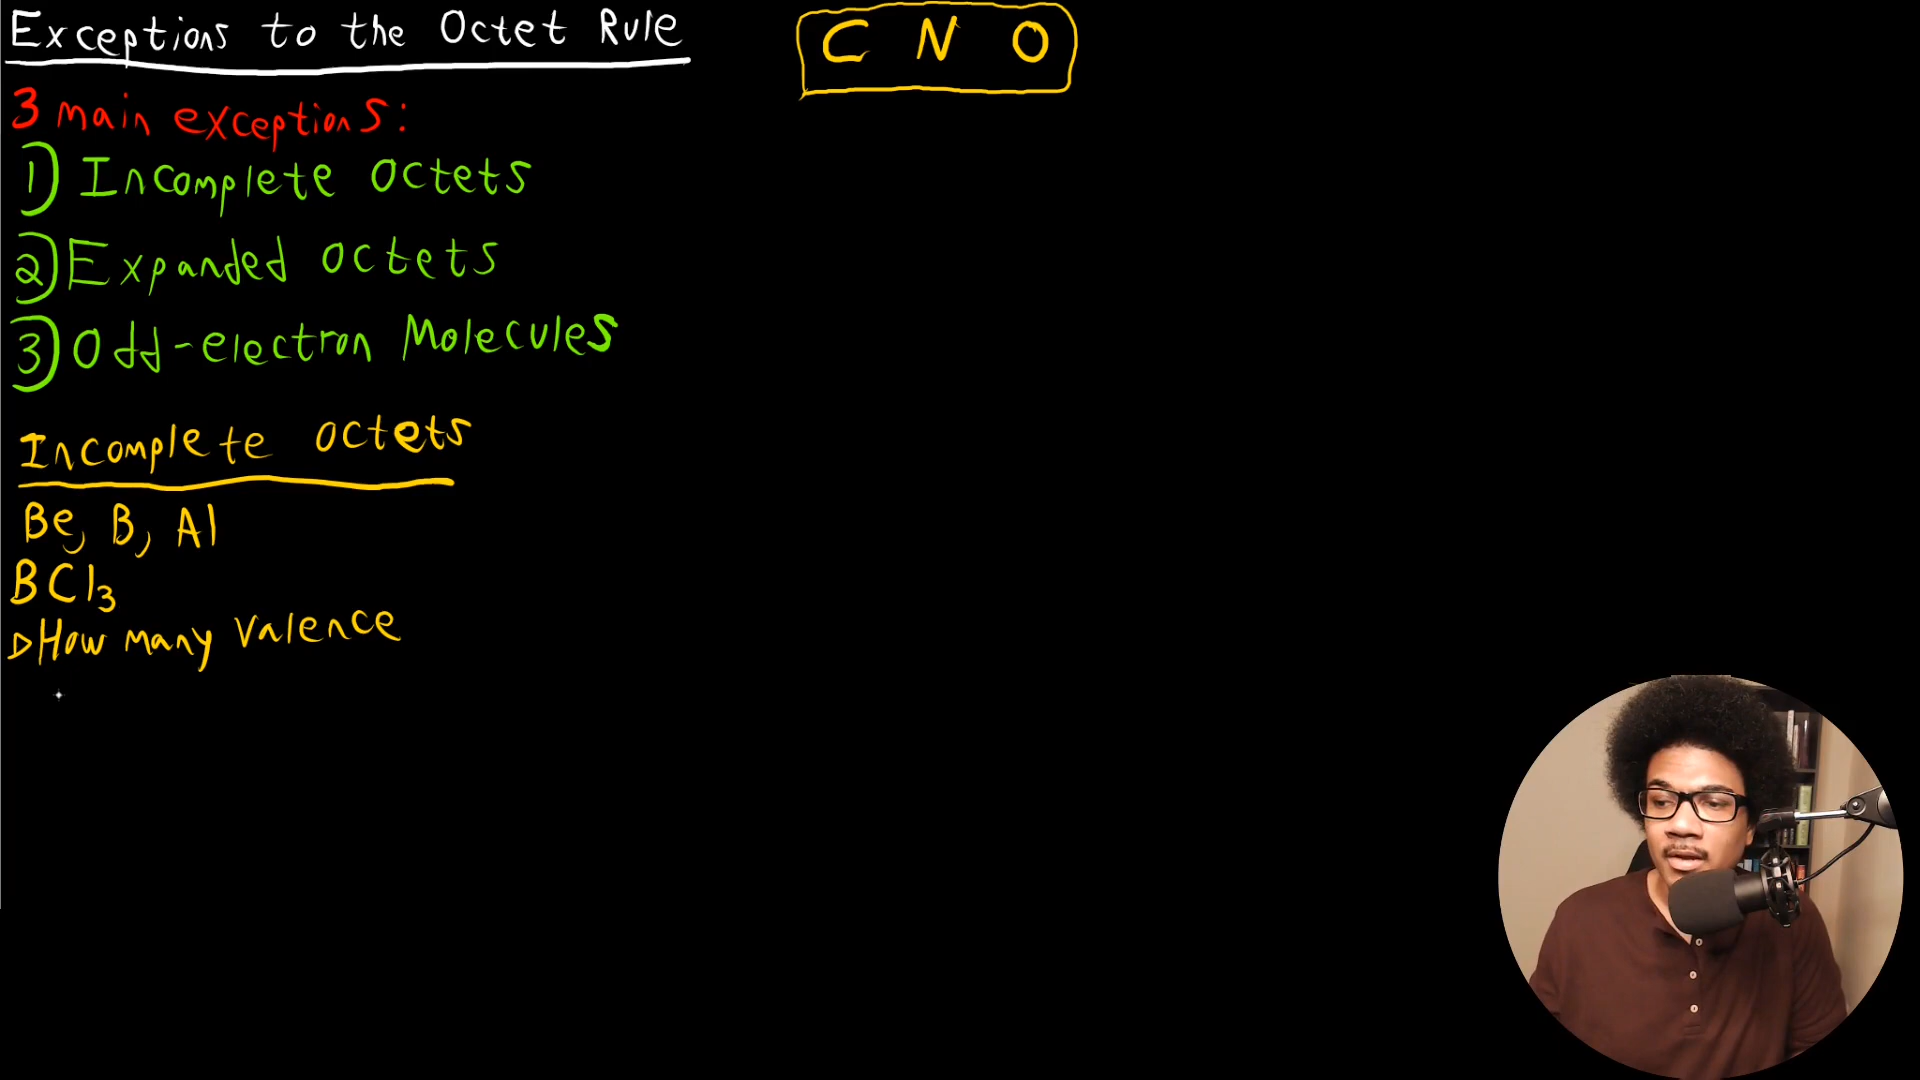 Exceptions to the Octet Rule
C N O
3 main exceptions:
1) Incomplete octets
2) Expanded octets
3) Odd-electron Molecules
Incomplete octets
Be, B, Al
BCl₃
▷How many valence